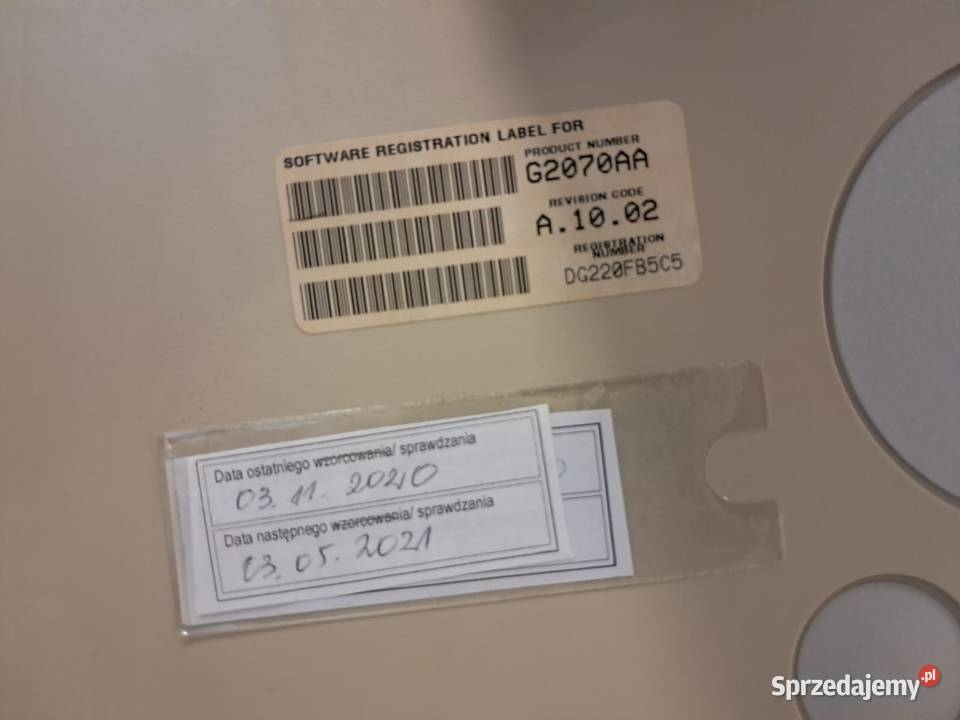 SOFTWARE REGISTRATION LABEL FOR
PRODUCT NUMBER
G2070AA
REVISION CODE
A.10.02
REGISTRATION
NUMBER
DG220FB5C5
Data ostatniego wzorcowania/ sprawdzania
03.11.2020
Data następnego wzorcowania/ sprawdzania
03.05.2021
Sprzedajemy.pl